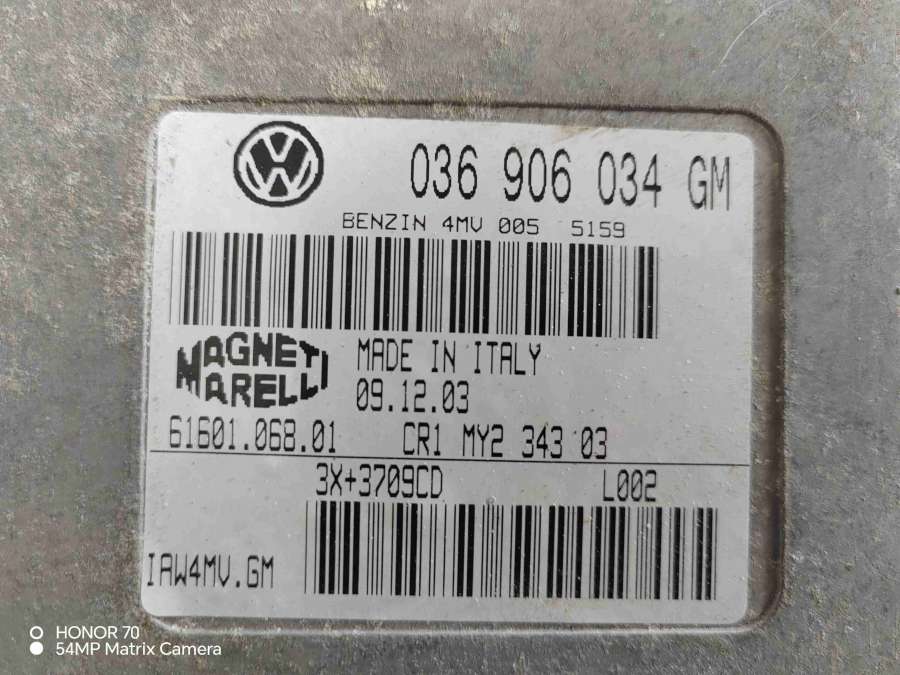 036 906 034 GM
BENZIN 4MV 005 5159
MAGNETI MARELLI
MADE IN ITALY
09.12.03
61601.068.01 CR1 MY2 343 03
3X+3709CD L002
IAW4MV.GM
HONOR 70
54MP Matrix Camera